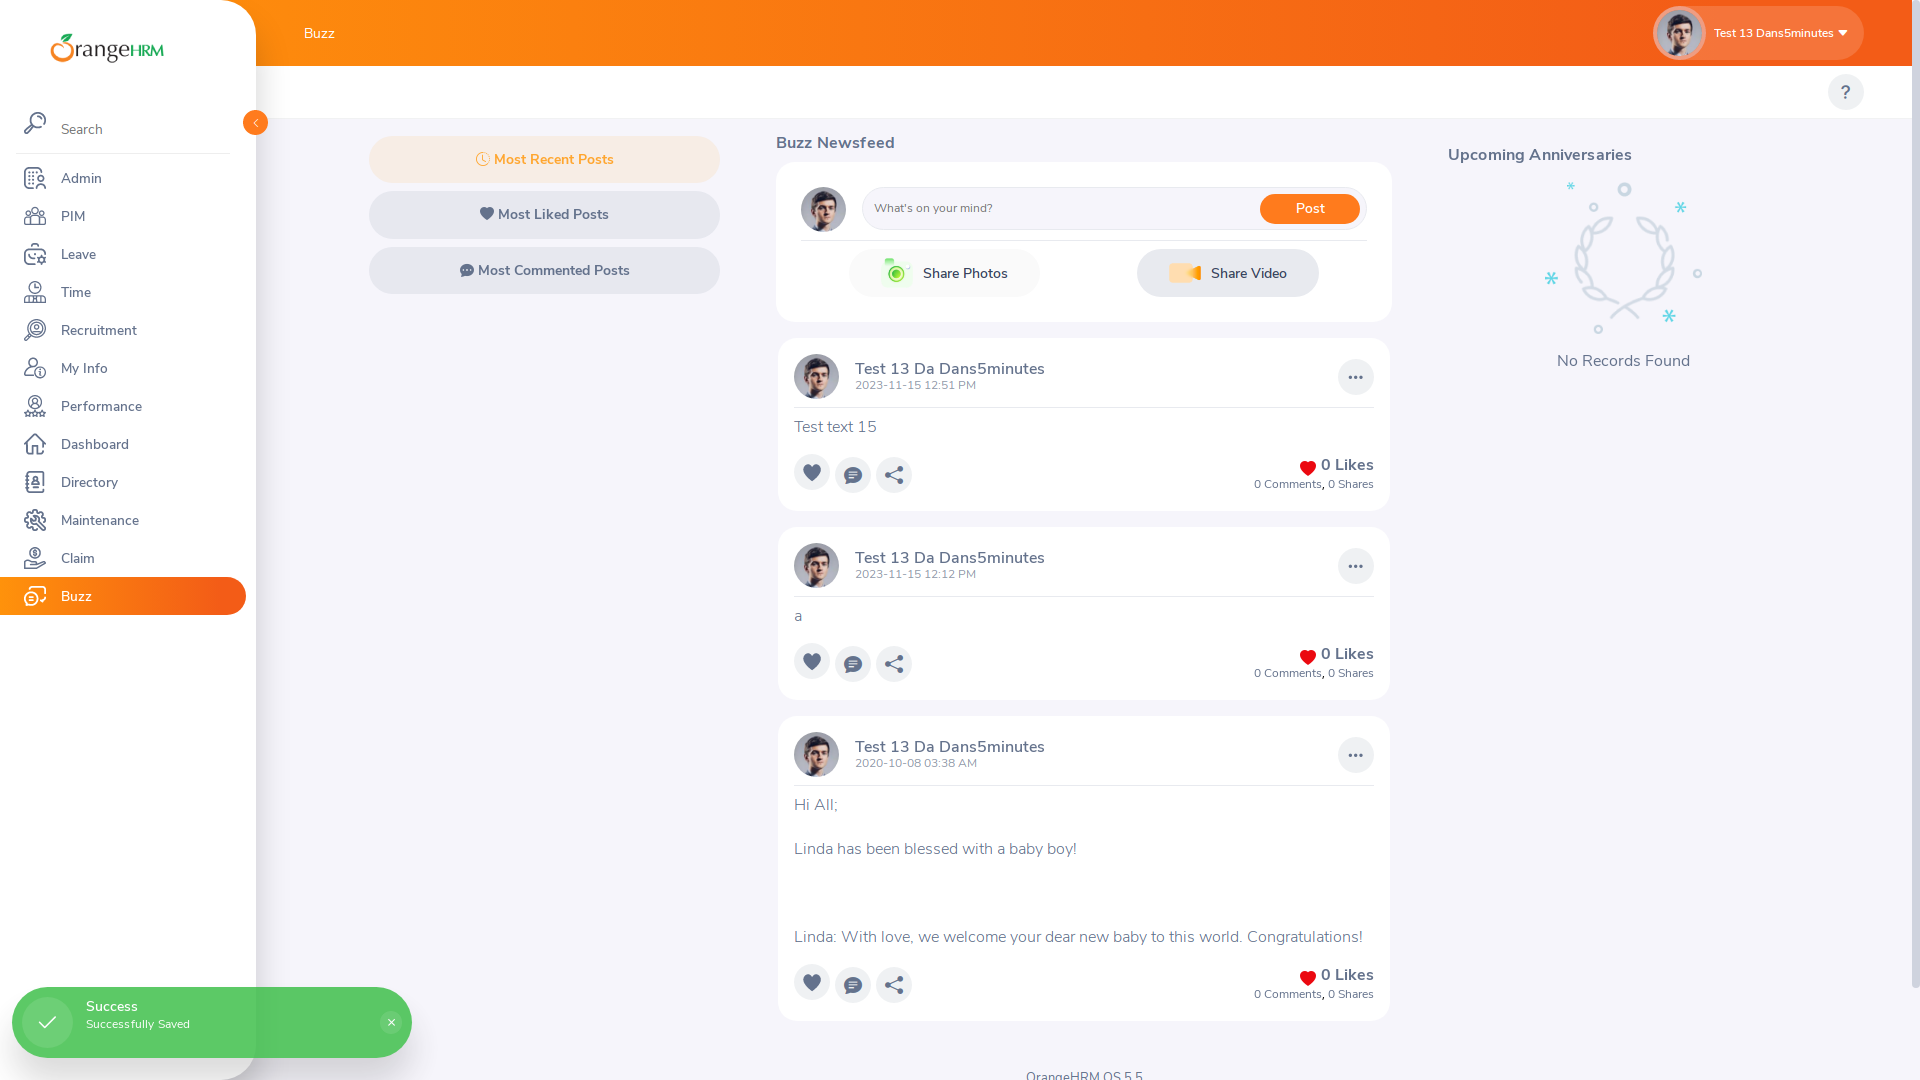 OrangeHRM
Buzz
Test 13 Dans5minutes
?
Search
Admin
PIM
Leave
Time
Recruitment
My Info
Performance
Dashboard
Directory
Maintenance
Claim
Buzz
Most Recent Posts
Most Liked Posts
Most Commented Posts
Buzz Newsfeed
What's on your mind?
Post
Share Photos
Share Video
Test 13 Da Dans5minutes
2023-11-15 12:51 PM
Test text 15
0 Likes
0 Comments, 0 Shares
Test 13 Da Dans5minutes
2023-11-15 12:12 PM
a
0 Likes
0 Comments, 0 Shares
Test 13 Da Dans5minutes
2020-10-08 03:38 AM
Hi All;
Linda has been blessed with a baby boy!
Linda: With love, we welcome your dear new baby to this world. Congratulations!
0 Likes
0 Comments, 0 Shares
Upcoming Anniversaries
No Records Found
Success
Successfully Saved
OrangeHRM OS 5.5